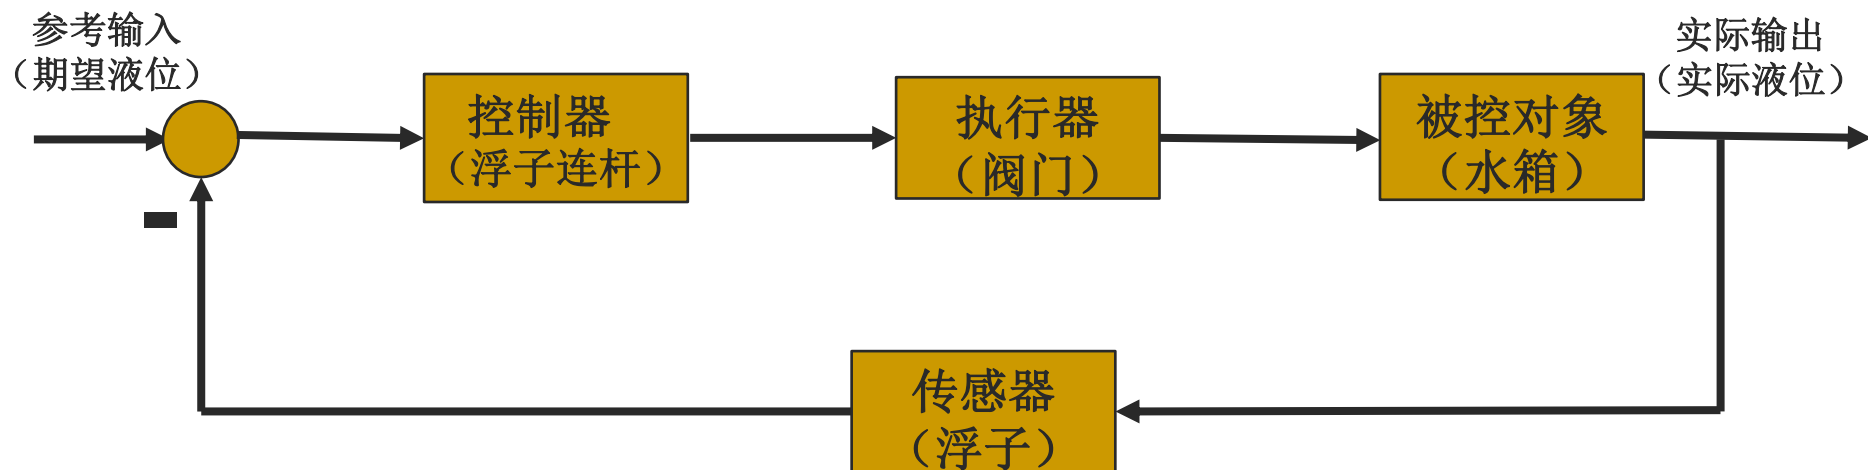 参考输入
（期望液位）
控制器
（浮子连杆）
执行器
（阀门）
被控对象
（水箱）
实际输出
（实际液位）
传感器
（浮子）